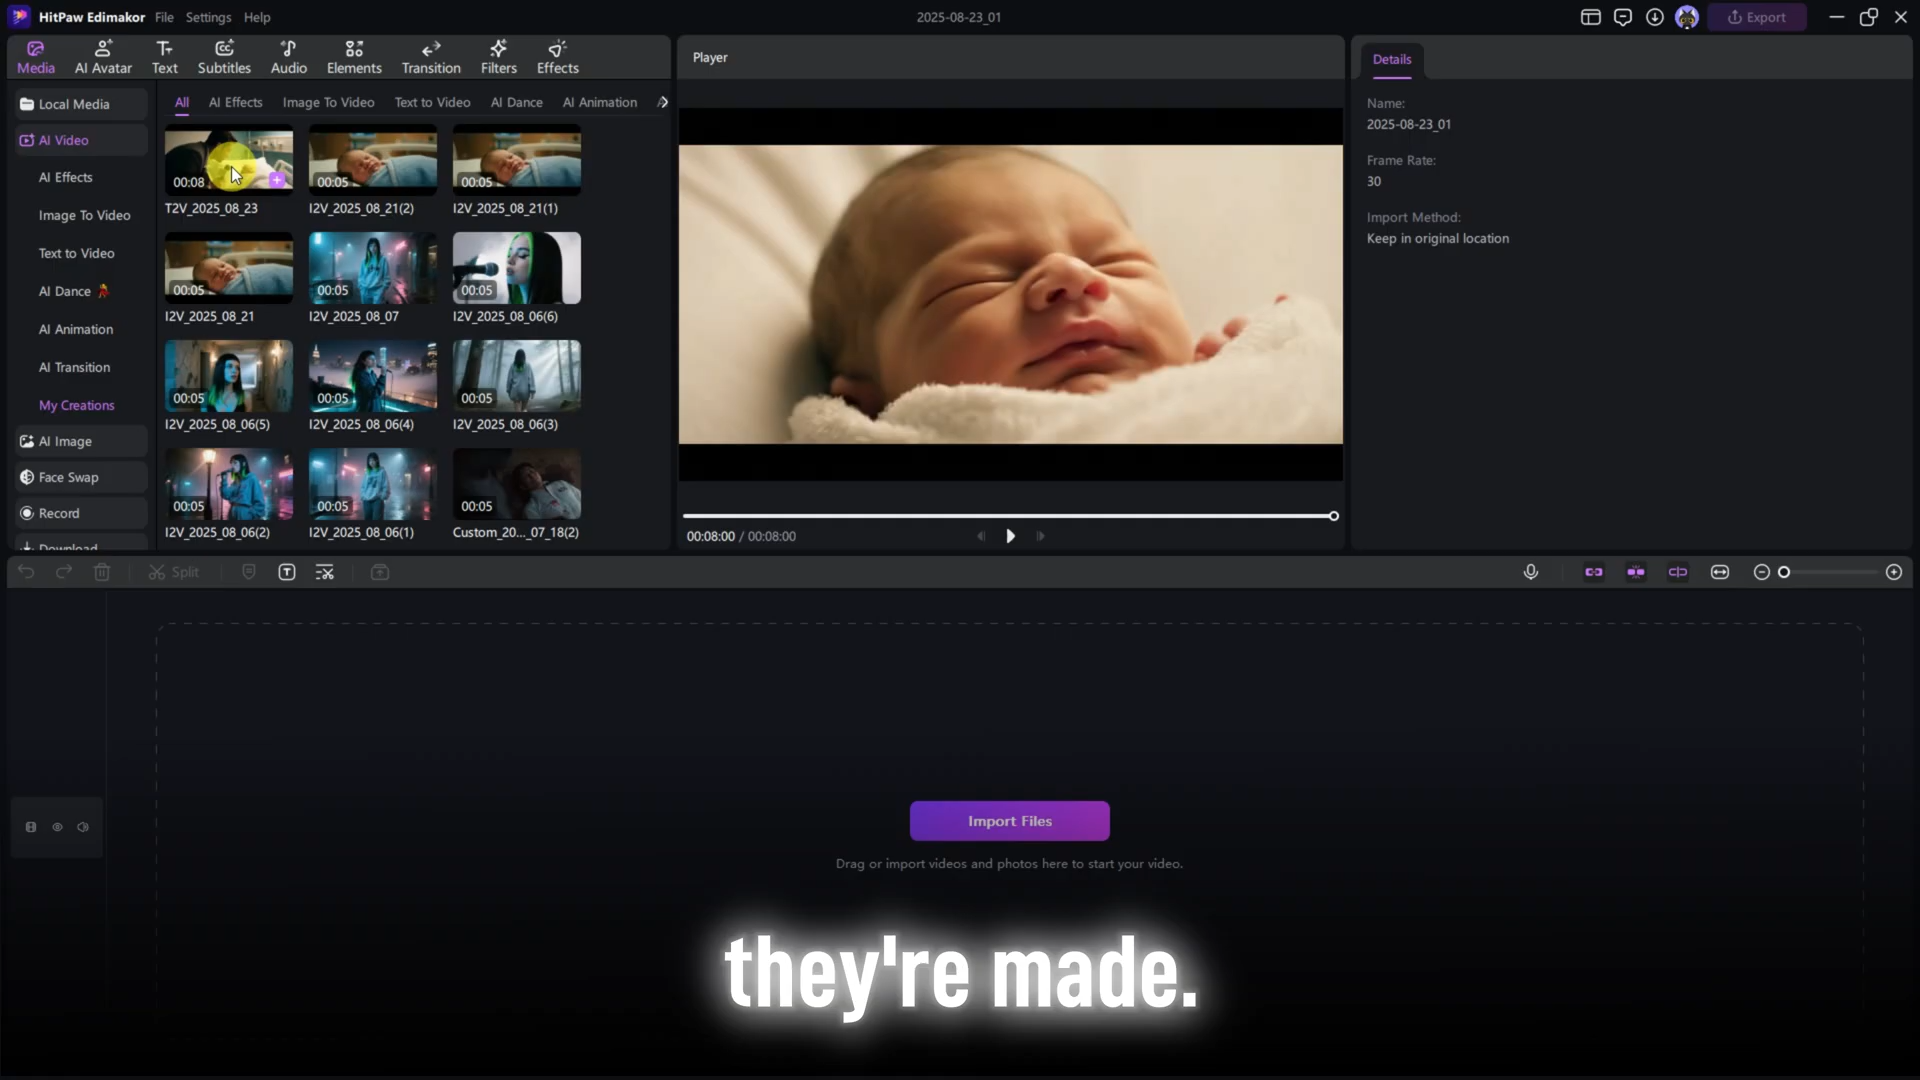 HitPaw Edimakor File Settings Help
2025-08-23_01
Export
Media AI Avatar Text Subtitles Audio Elements Transition Filters Effects
Local Media
AI Video
AI Effects
Image To Video
Text to Video
AI Dance
AI Animation
AI Transition
My Creations
AI Image
Face Swap
Record
Download
All AI Effects Image To Video Text to Video AI Dance AI Animation
00:08 00:05 00:05
T2V_2025_08_23 I2V_2025_08_21(2) I2V_2025_08_21(1)
00:05 00:05 00:05
I2V_2025_08_21 I2V_2025_08_07 I2V_2025_08_06(6)
00:05 00:05 00:05
I2V_2025_08_06(5) I2V_2025_08_06(4) I2V_2025_08_06(3)
00:05 00:05 00:05
I2V_2025_08_06(2) I2V_2025_08_06(1) Custom_20..._07_18(2)
Player
00:08:00 / 00:08:00
Details
Name:
2025-08-23_01
Frame Rate:
30
Import Method:
Keep in original location
Split
Import Files
Drag or import videos and photos here to start your video.
they're made.